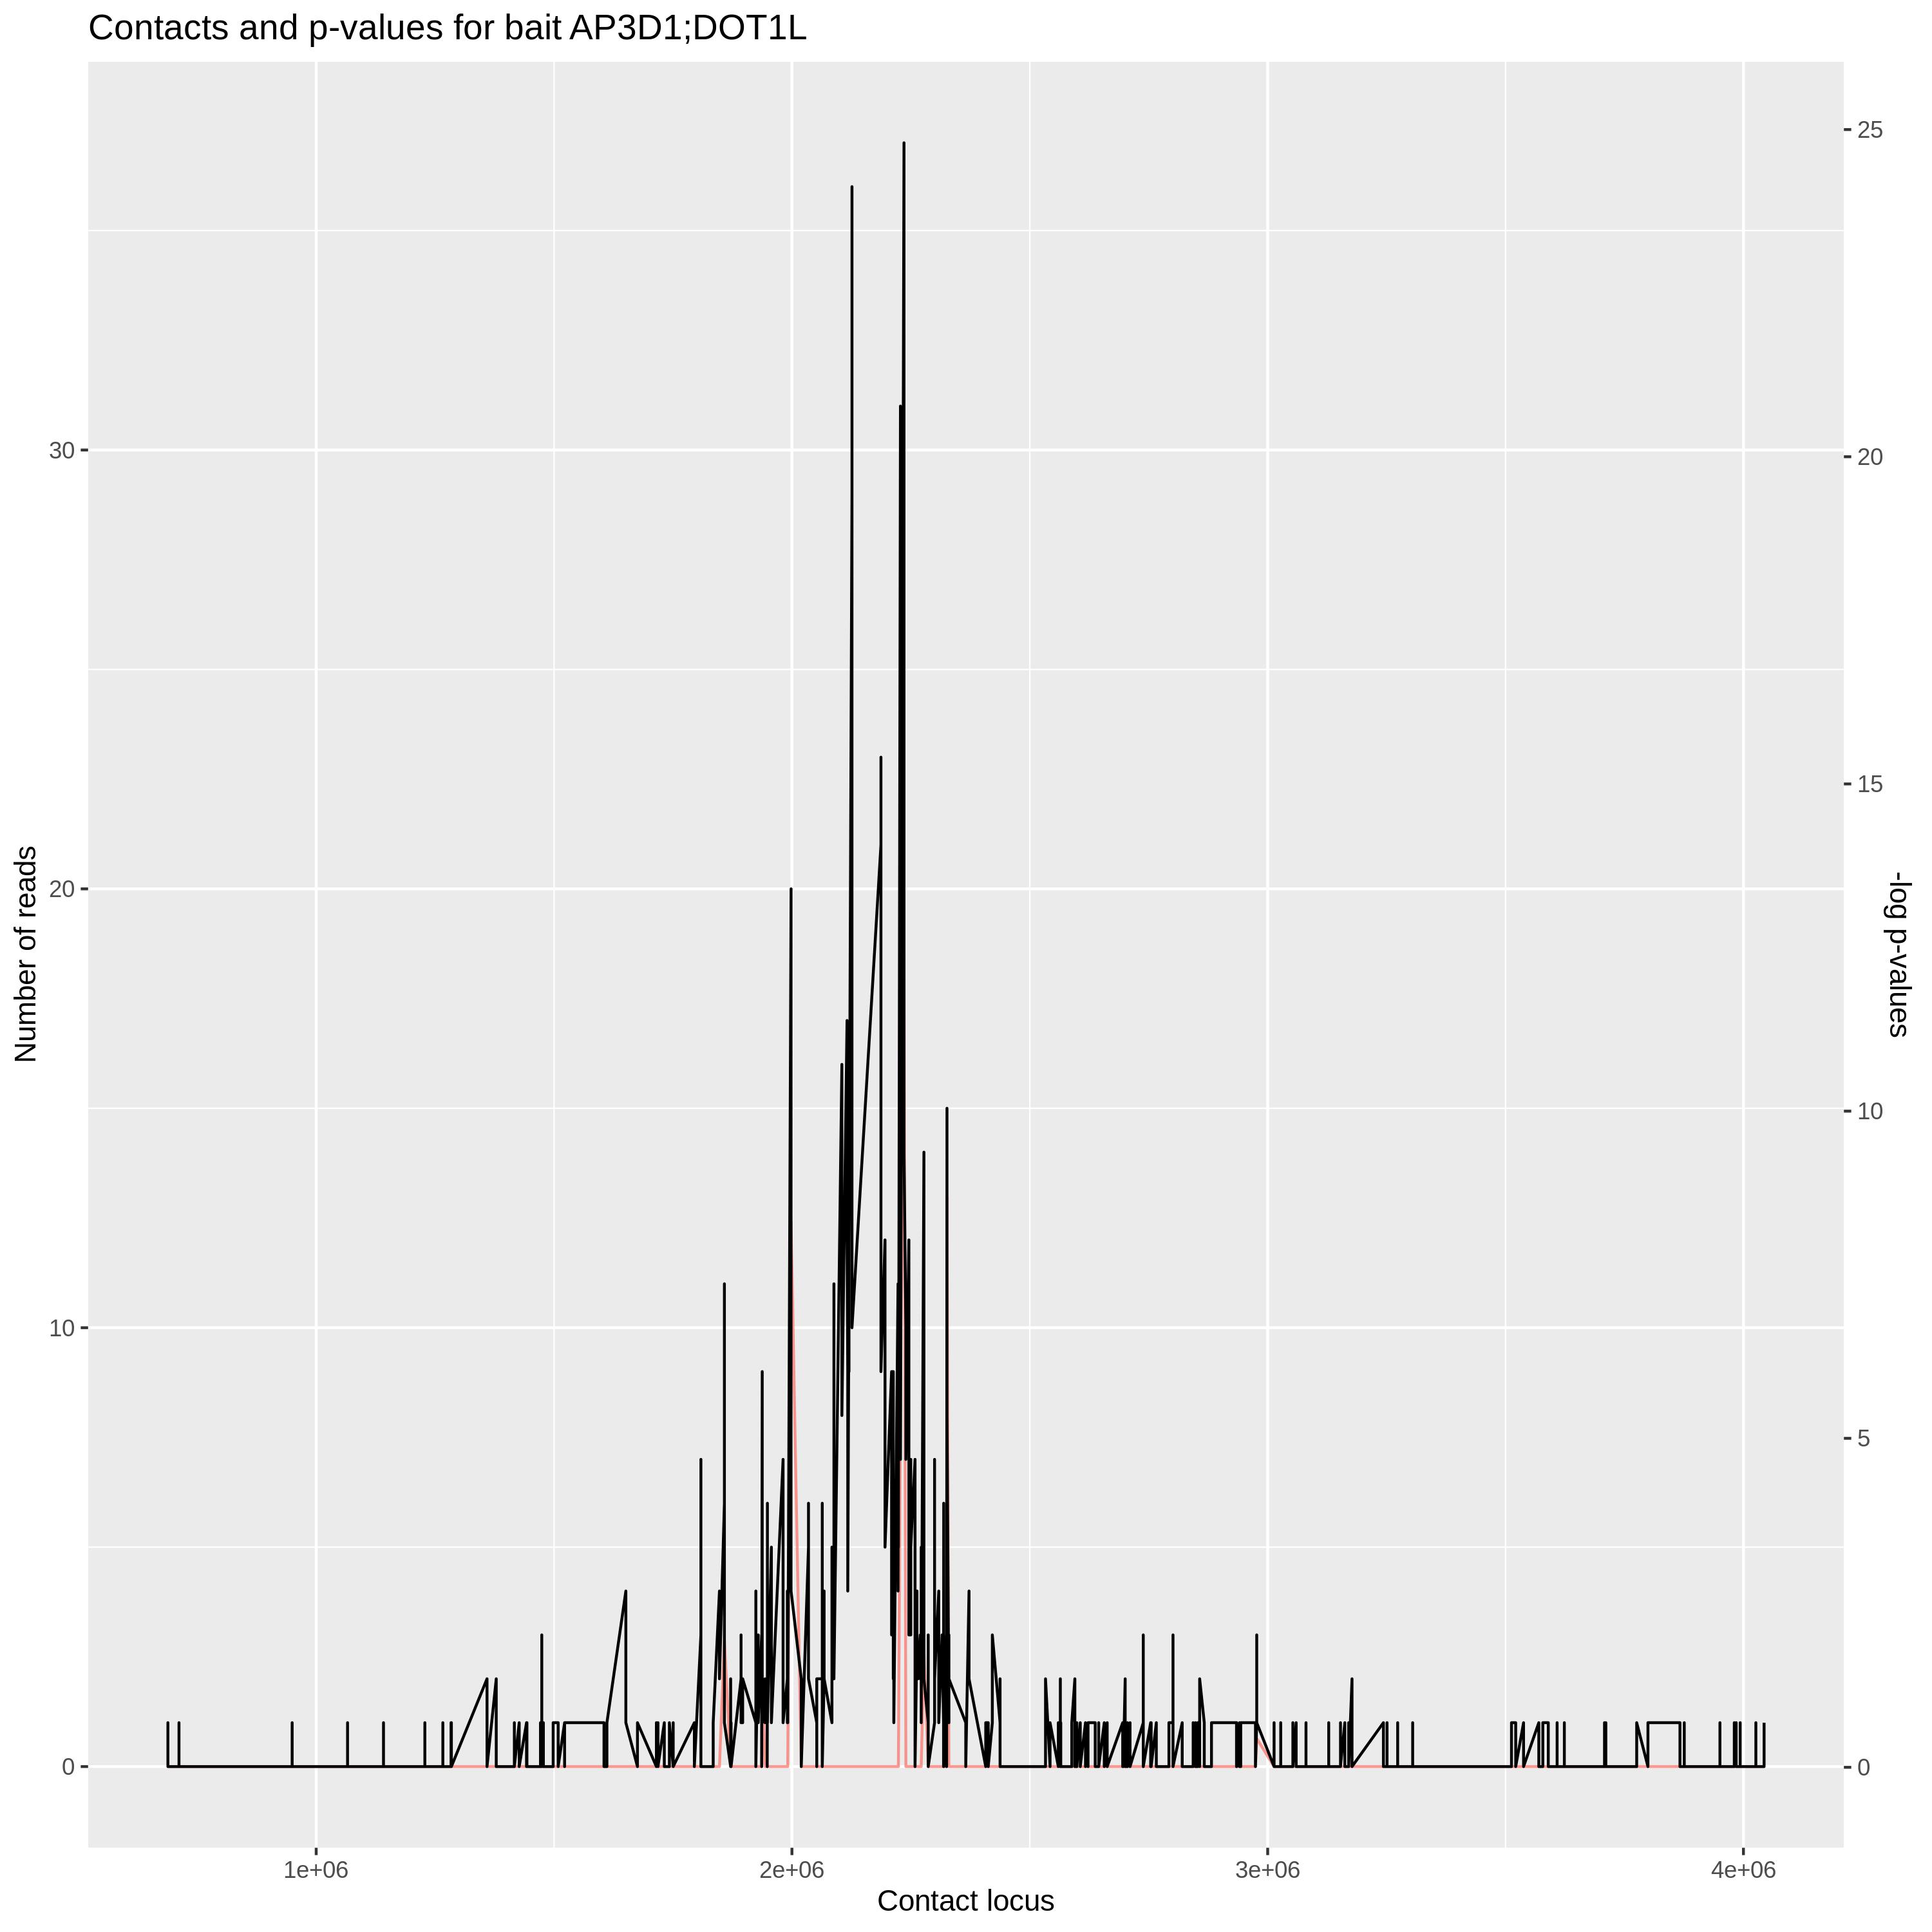 Contacts and p-values for bait AP3D1;DOT1L
25
30
20
15
20
Number of reads
-log p-values
10
10
5
0
0
1e+06
2e+06
3e+06
4e+06
Contact locus